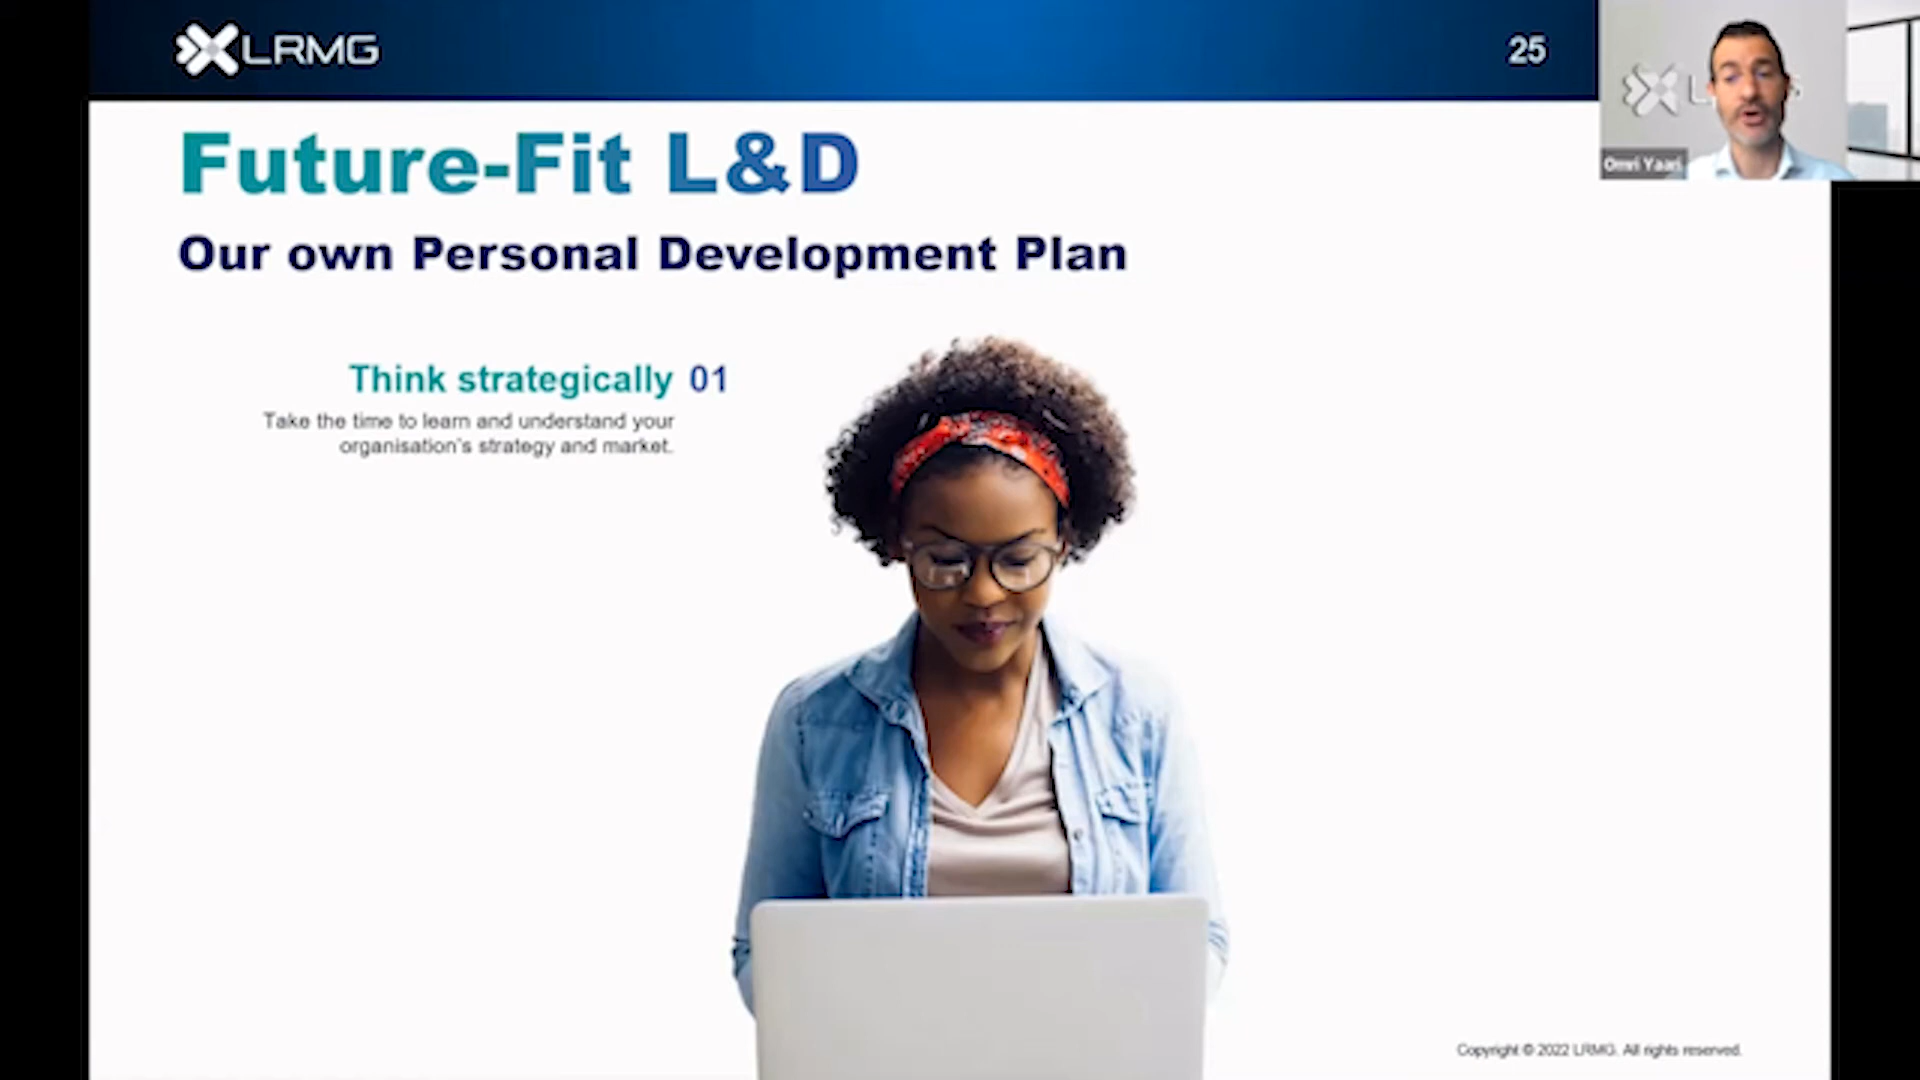 LRMG
25
Omri Yaari
Future-Fit L&D
Our own Personal Development Plan
Think strategically 01
Take the time to learn and understand your
organisation's strategy and market.
Copyright © 2022 LRMG. All rights reserved.